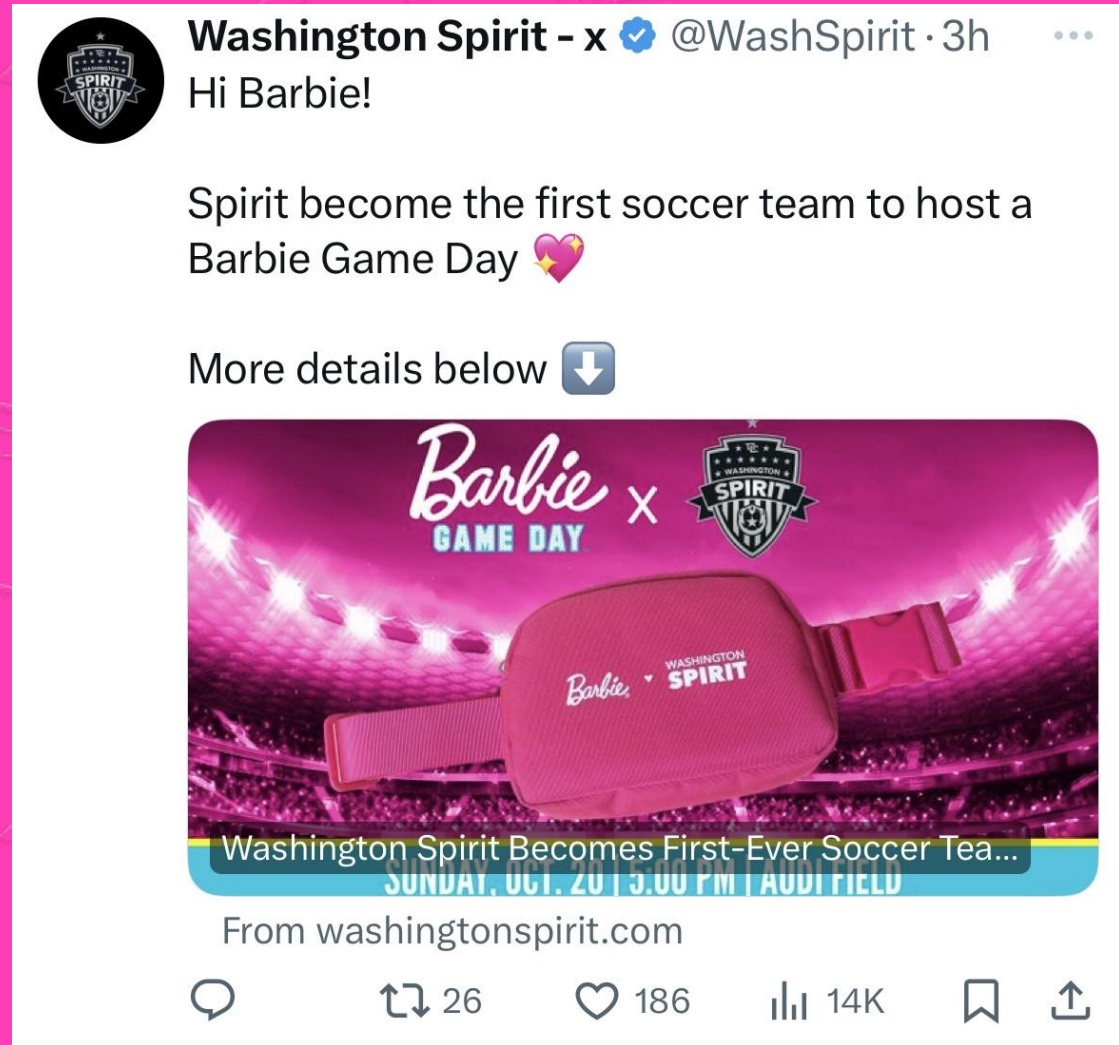 Washington Spirit - x @WashSpirit · 3h
Hi Barbie!
Spirit become the first soccer team to host a
Barbie Game Day 💖
More details below ⬇️
Barbie x
GAME DAY
WASHINGTON
SPIRIT
Barbie ♥ WASHINGTON
SPIRIT
Washington Spirit Becomes First-Ever Soccer Tea...
SUNDAY, OCT. 20 | 5:00 PM | AUDI FIELD
From washingtonspirit.com
26 186 14K